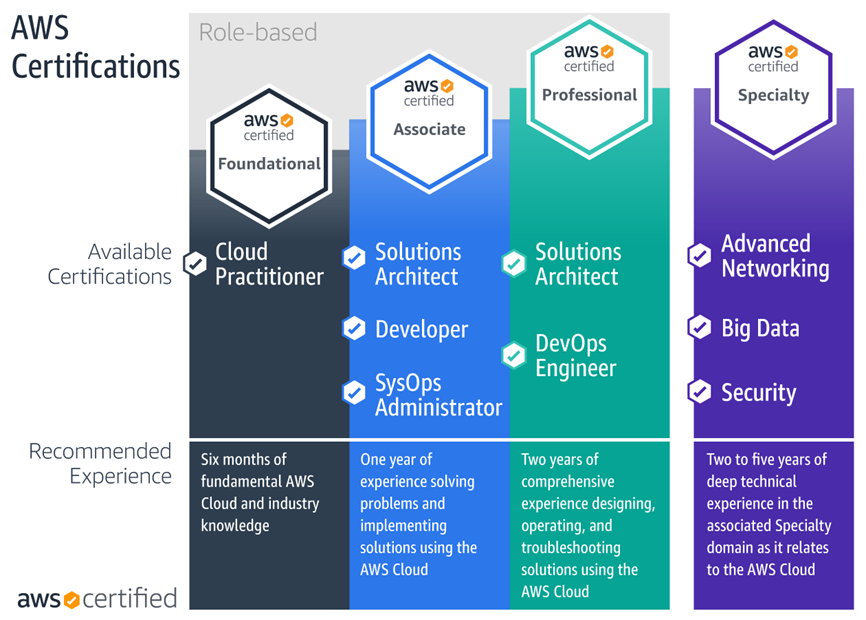 AWS
Certifications
Role-based
aws certified
Foundational
aws certified
Associate
aws certified
Professional
aws certified
Specialty
Available
Certifications
Cloud
Practitioner
Solutions
Architect
Developer
SysOps
Administrator
Solutions
Architect
DevOps
Engineer
Advanced
Networking
Big Data
Security
Recommended
Experience
Six months of
fundamental AWS
Cloud and industry
knowledge
One year of
experience solving
problems and
implementing
solutions using the
AWS Cloud
Two years of
comprehensive
experience designing,
operating, and
troubleshooting
solutions using the
AWS Cloud
Two to five years of
deep technical
experience in the
associated Specialty
domain as it relates
to the AWS Cloud
aws certified